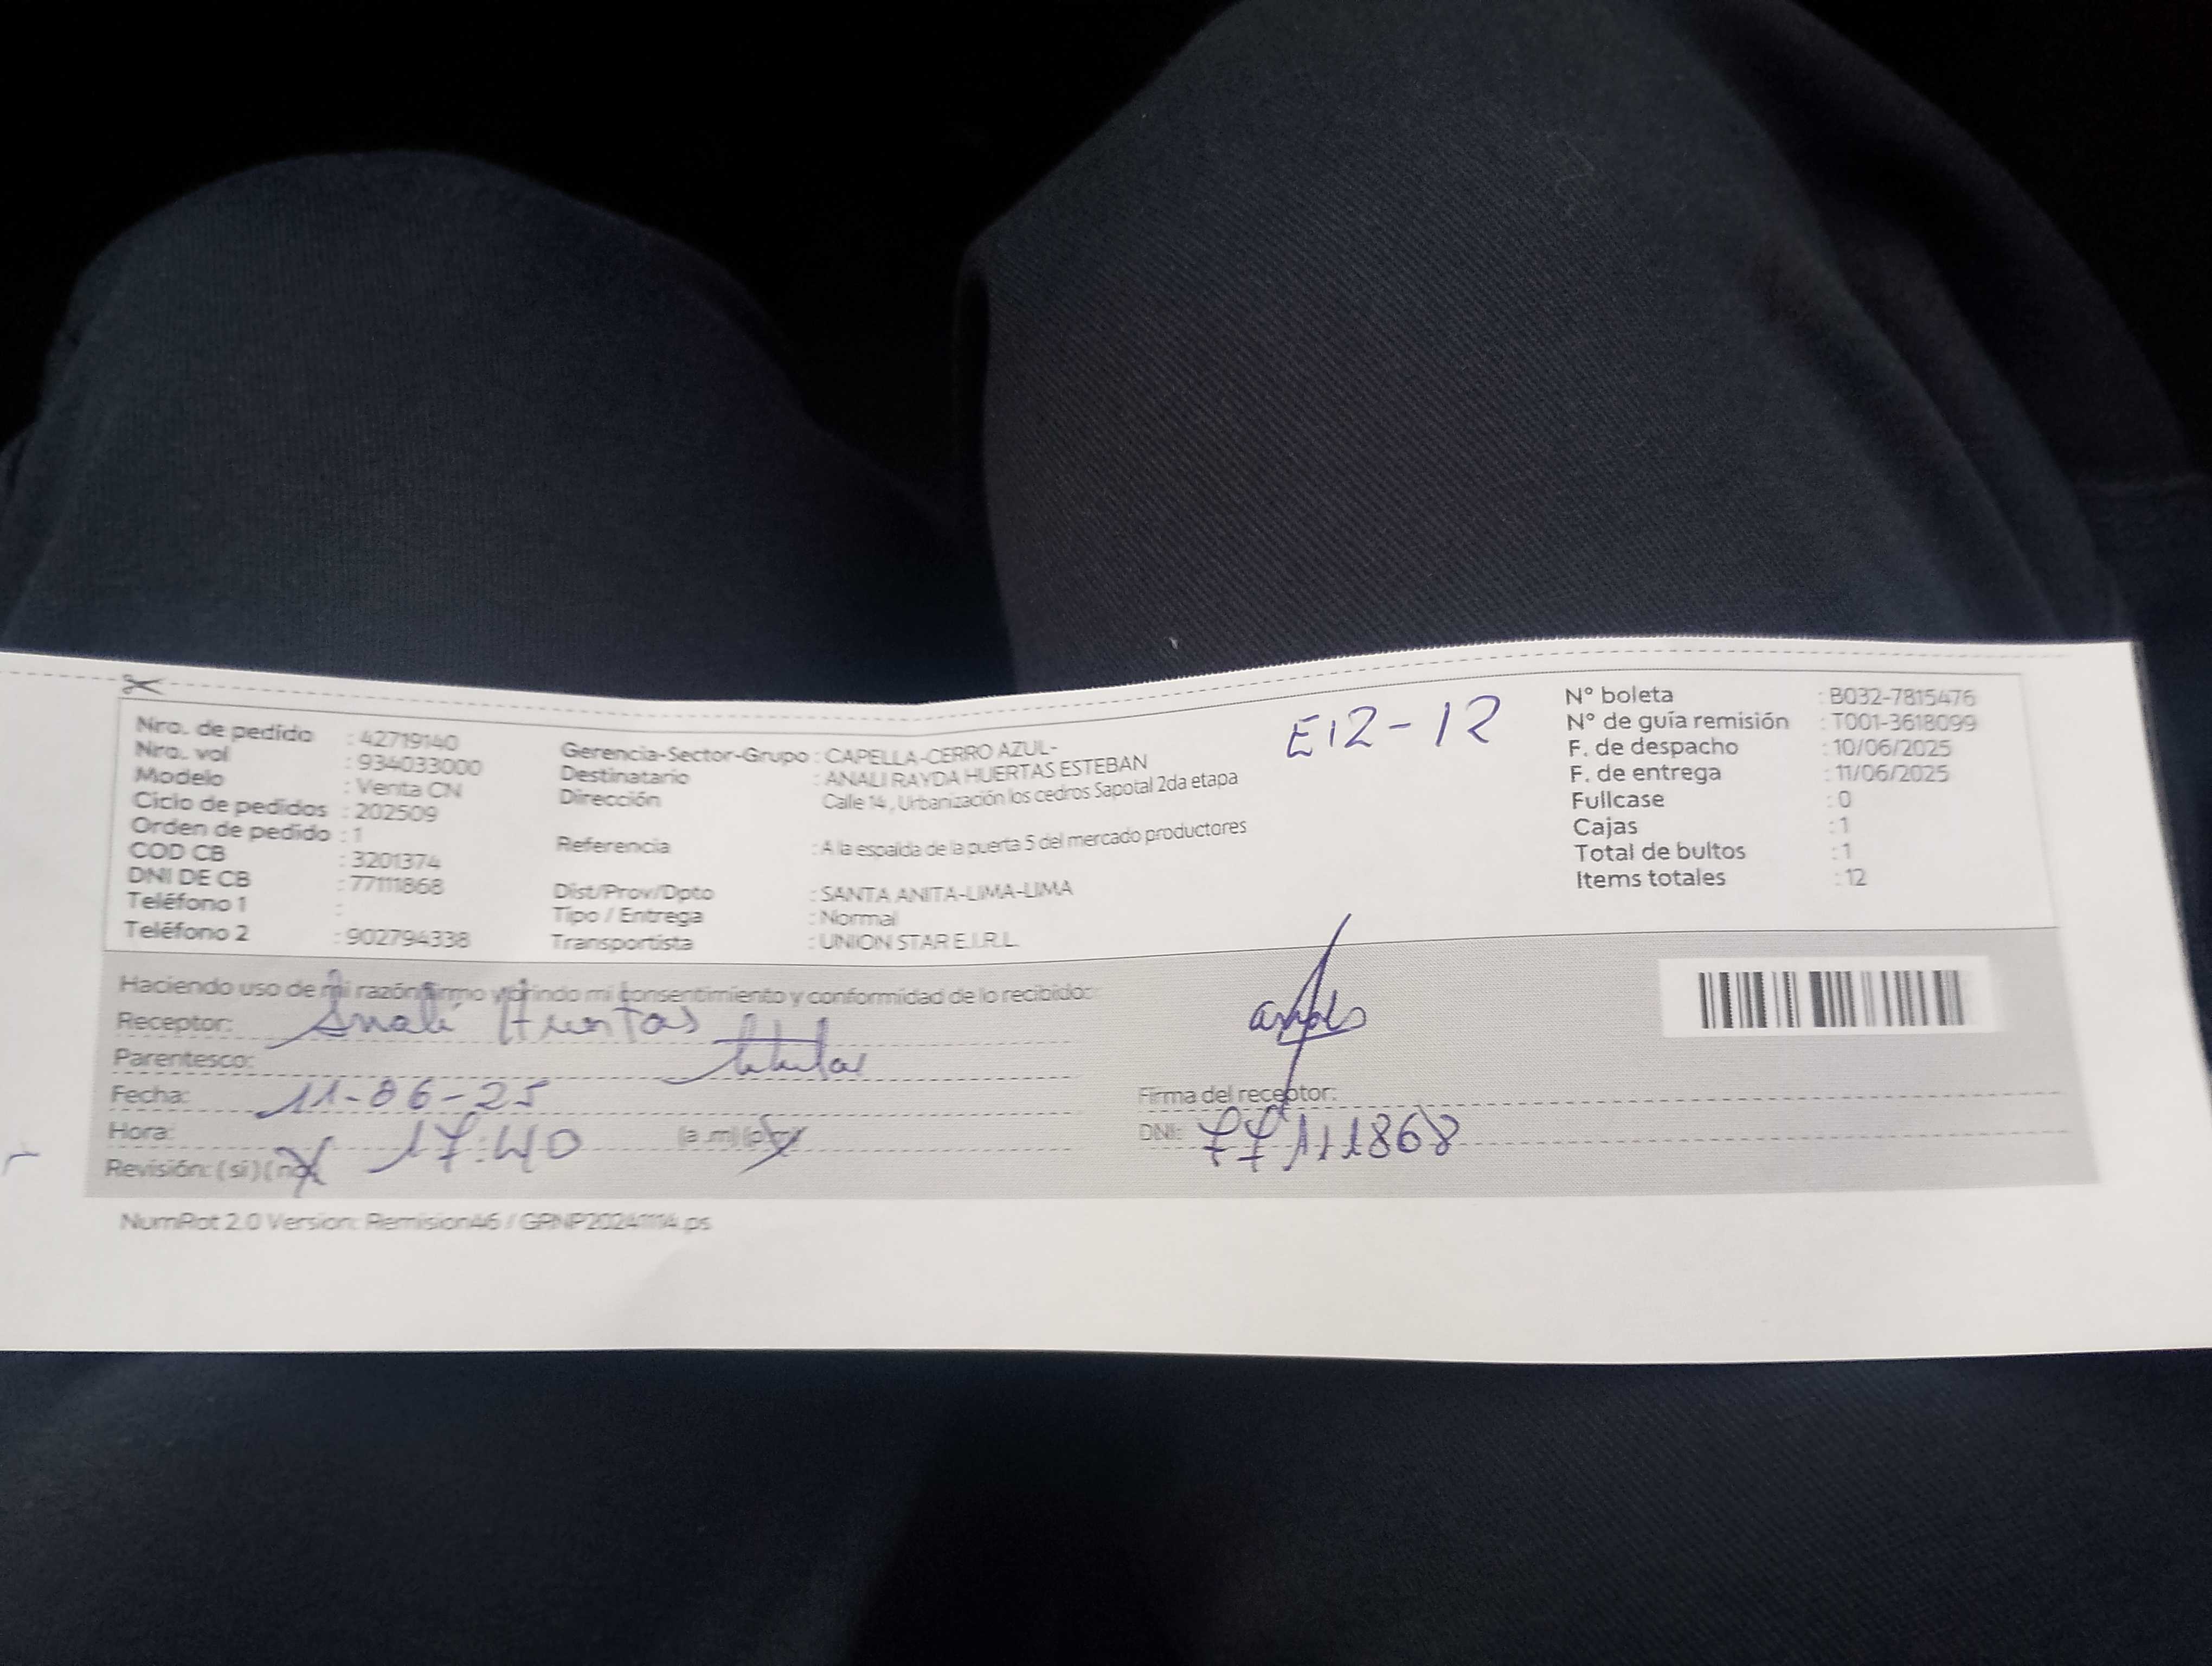 Nro. de pedido : 42719140
Nro. vol : 934033000
Modelo : Venta CN
Ciclo de pedidos : 202509
Orden de pedido : 1
COD CB : 3201374
DNI DE CB : 77111868
Teléfono 1 :
Teléfono 2 : 902794338
Gerencia-Sector-Grupo : CAPELLA-CERRO AZUL-
Destinatario : ANALI RAYDA HUERTAS ESTEBAN
Dirección Calle 14 , Urbanización los cedros Sapotal 2da etapa
Referencia : A la espalda de la puerta 5 del mercado productores
Dist/Prov/Dpto : SANTA ANITA-LIMA-LIMA
Tipo / Entrega : Normal
Transportista : UNION STAR E.I.R.L.
E12-12
N° boleta : B032-7815476
N° de guía remisión : T001-3618099
F. de despacho : 10/06/2025
F. de entrega : 11/06/2025
Fullcase : 0
Cajas : 1
Total de bultos : 1
Items totales : 12
Haciendo uso de mi razón firmo y brindo mi consentimiento y conformidad de lo recibido:
Receptor: Analí Huertas
Parentesco: titular
Fecha: 11-06-25
Hora: 17:40 (a.m) (p.m)
Revisión: ( si ) ( no )
Firma del receptor:
DNI: 77111868
NumRot 2.0 Version: RemisionA6 / GRNP20241114.ps